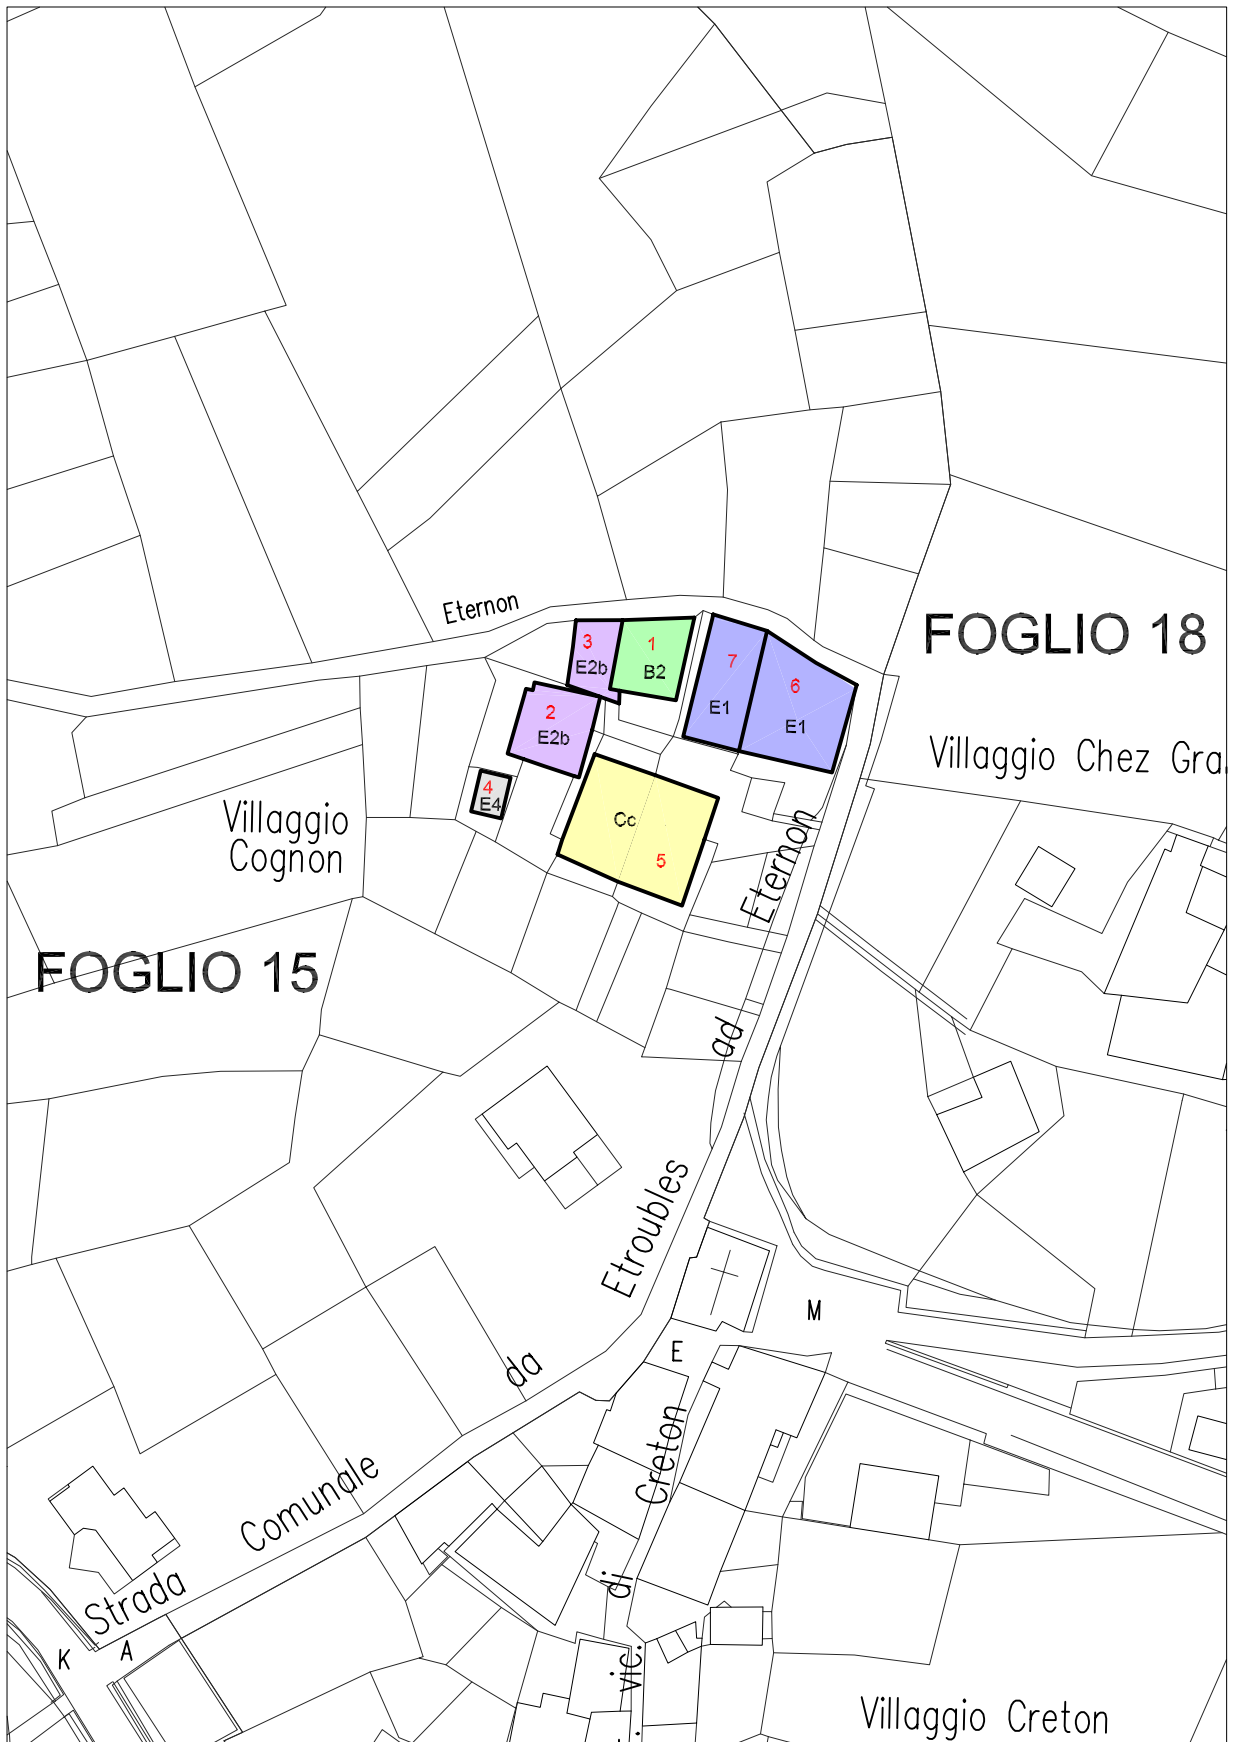 Eternon
FOGLIO 18
3
1
E2b
B2
7
6
E1
E1
2
E2b
Villaggio Chez Gra
4
E4
Villaggio
Cognon
Cc
5
FOGLIO 15
Strada
Comunale
da
Etroubles
ad
Eternon
M
E
vic.
di
Creton
K
A
Villaggio Creton